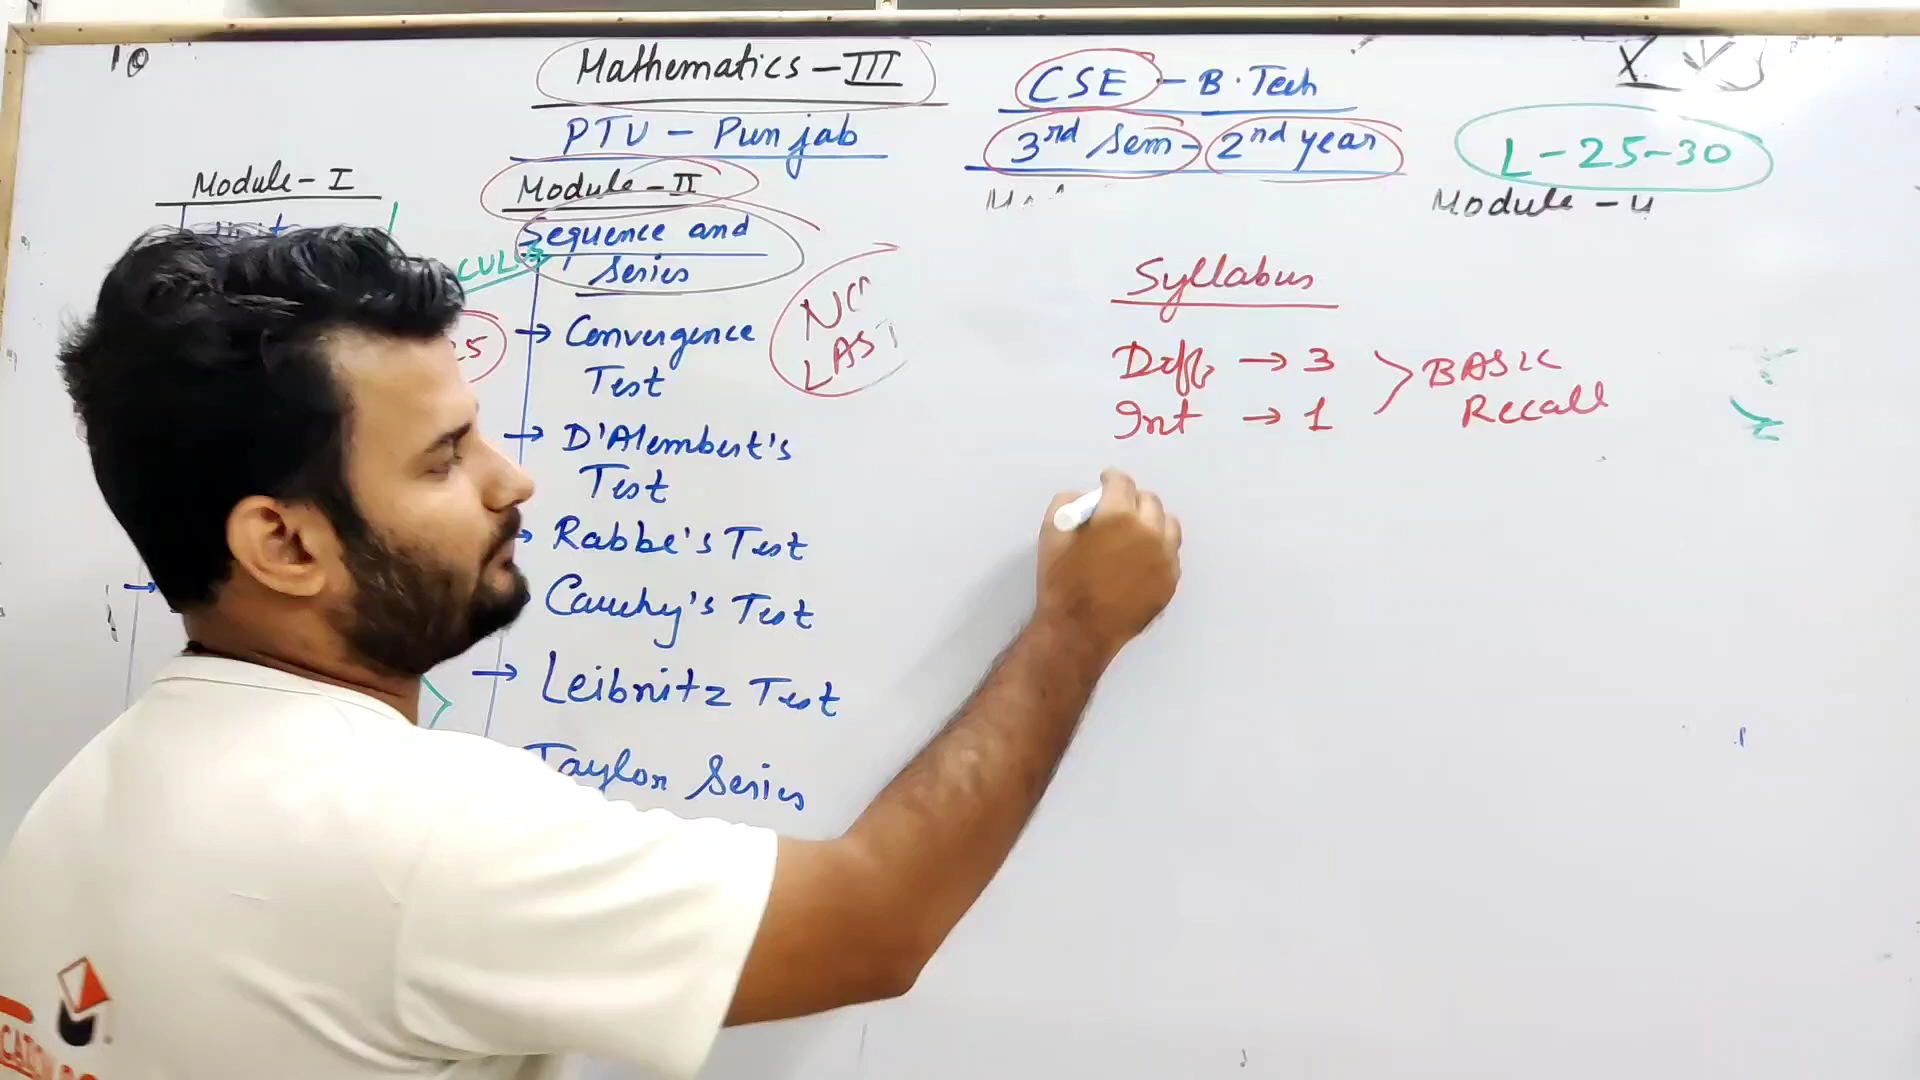 10
Mathematics - III
PTU - Punjab
CSE - B.Tech
3rd Sem - 2nd year
L-25-30
X
Module - I
Module - II
Sequence and
Series
→ Convergence
Test
→ D'Alembert's
Test
Rabbe's Test
Cauchy's Test
→ Leibnitz Test
Taylor Series
LAST
Module - 4
Syllabus
Diff → 3
Int → 1
BASIC
Recall